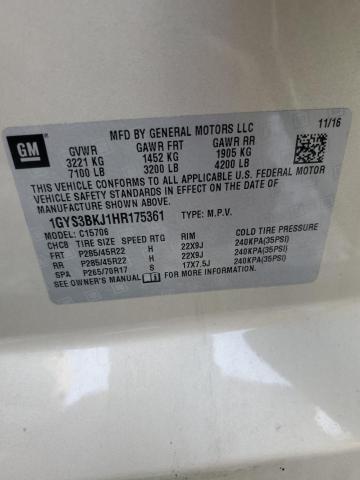 GM
MFD BY GENERAL MOTORS LLC 11/16
GVWR GAWR FRT GAWR RR
3221 KG 1452 KG 1905 KG
7100 LB 3200 LB 4200 LB
THIS VEHICLE CONFORMS TO ALL APPLICABLE U.S. FEDERAL MOTOR
VEHICLE SAFETY STANDARDS IN EFFECT ON THE DATE OF
MANUFACTURE SHOWN ABOVE.
1GYS3BKJ1HR175361 TYPE: M.P.V.
MODEL: C15706
CHCB TIRE SIZE SPEED RTG RIM COLD TIRE PRESSURE
FRT P285/45R22 H 22X9J 240KPA(35PSI)
RR P285/45R22 H 22X9J 240KPA(35PSI)
SPA P265/70R17 S 17X7.5J 240KPA(35PSI)
SEE OWNER'S MANUAL FOR MORE INFORMATION.